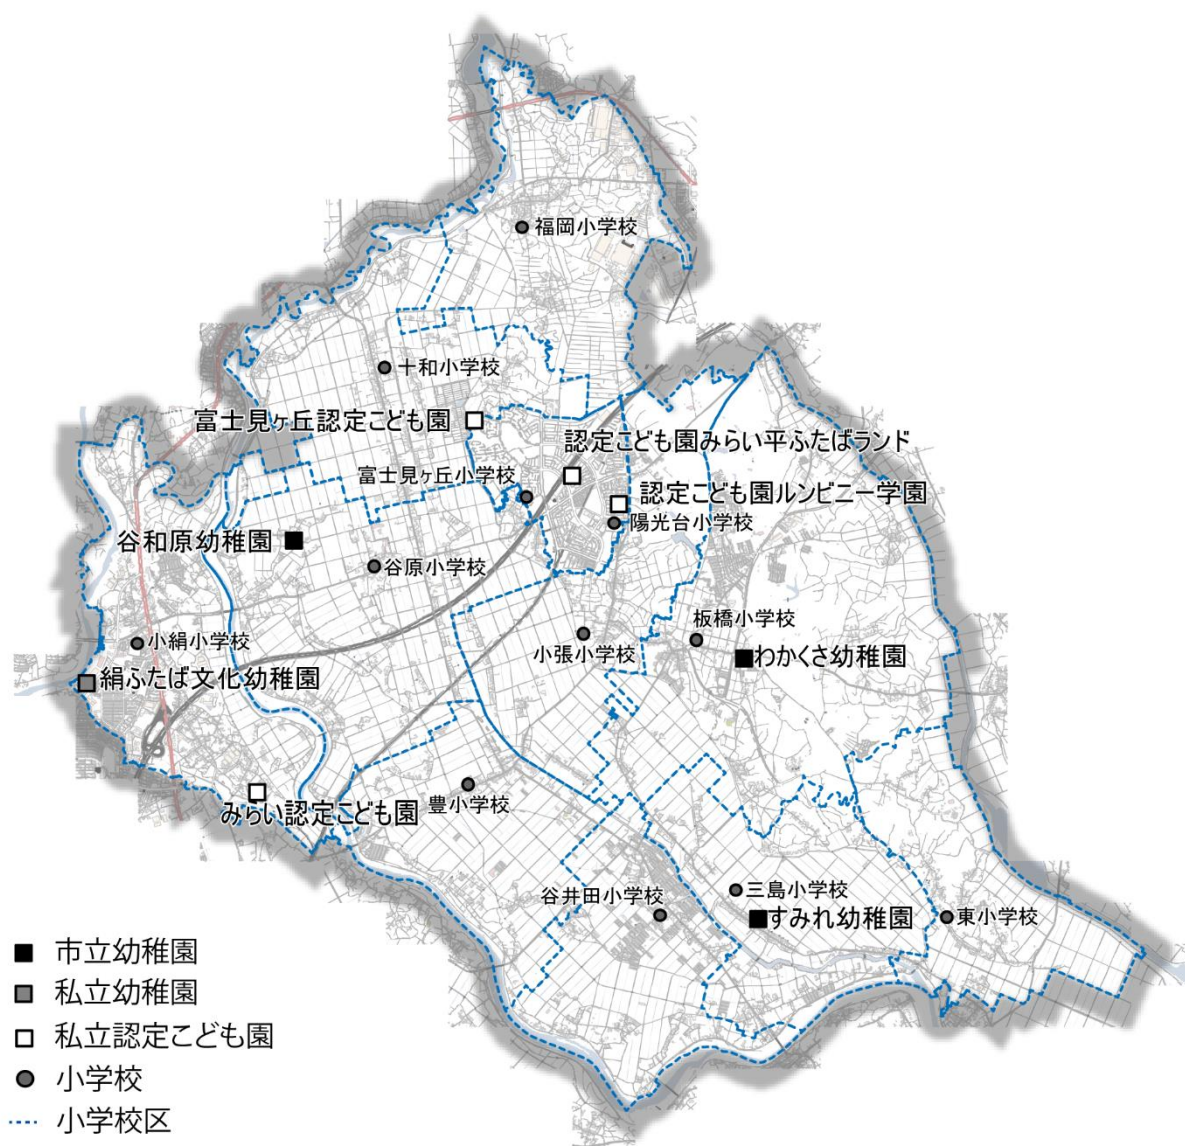 福岡小学校
十和小学校
富士見ヶ丘認定こども園
認定こども園みらい平ふたばランド
富士見ヶ丘小学校
認定こども園ルンビニー学園
陽光台小学校
谷和原幼稚園
谷原小学校
小絹小学校
小張小学校
板橋小学校
わかくさ幼稚園
絹ふたば文化幼稚園
みらい認定こども園
豊小学校
谷井田小学校
三島小学校
すみれ幼稚園
東小学校
市立幼稚園
私立幼稚園
私立認定こども園
小学校
小学校区